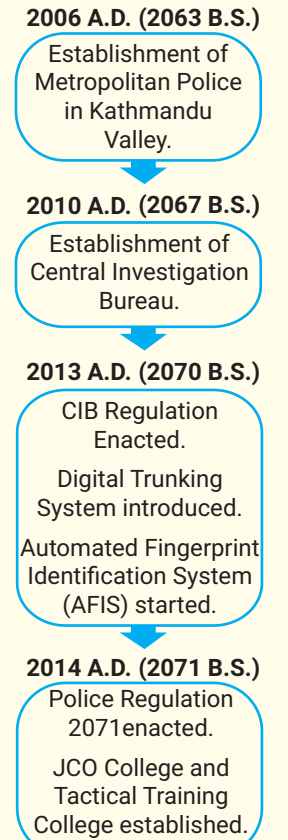 2006 A.D. (2063 B.S.)
Establishment of
Metropolitan Police
in Kathmandu
Valley.
2010 A.D. (2067 B.S.)
Establishment of
Central Investigation
Bureau.
2013 A.D. (2070 B.S.)
CIB Regulation
Enacted.
Digital Trunking
System introduced.
Automated Fingerprint
Identification System
(AFIS) started.
2014 A.D. (2071 B.S.)
Police Regulation
2071enacted.
JCO College and
Tactical Training
College established.